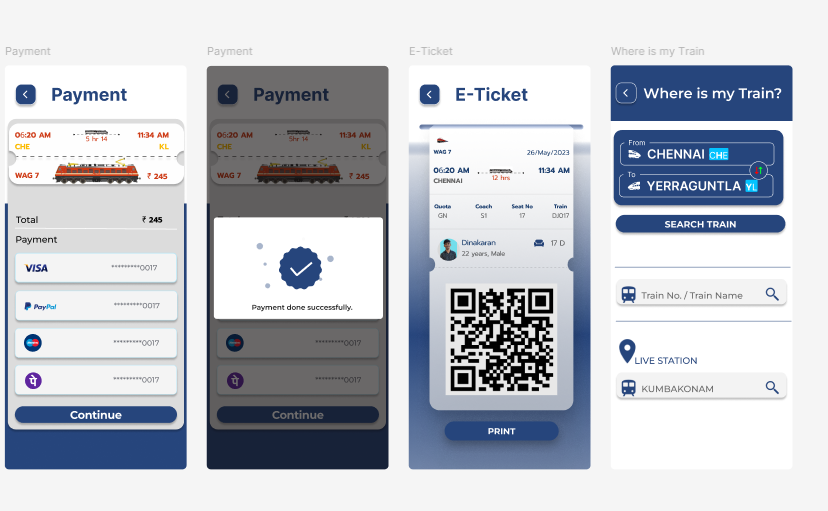 Payment
Payment
06:20 AM 11:34 AM
5 hr 14
CHE KL
WAG 7 ₹ 245
Total ₹ 245
Payment
VISA *********0017
PayPal *********0017
*********0017
*********0017
Continue
Payment
Payment
06:20 AM 11:34 AM
5hr 14
CHE KL
WAG 7 ₹ 245
Payment done successfully.
*********0017
*********0017
Continue
E-Ticket
E-Ticket
WAG 7 26/May/2023
06:20 AM 11:34 AM
CHENNAI 12 hrs
Quota Coach Seat No Train
GN S1 17
Dinakaran 17 D
22 years, Male
PRINT
Where is my Train
Where is my Train?
From
CHENNAI CHE
To
YERRAGUNTLA YL
SEARCH TRAIN
Train No. / Train Name
LIVE STATION
KUMBAKONAM